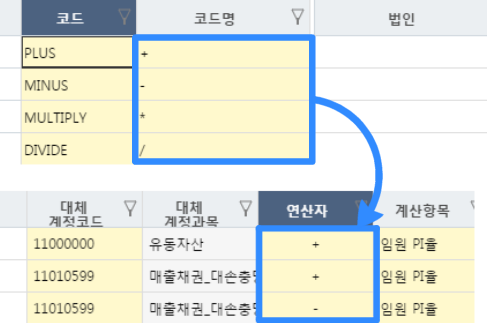 코드 코드명 법인
PLUS +
MINUS -
MULTIPLY *
DIVIDE /
대체 계정코드 대체 계정과목 연산자 계산항목
11000000 유동자산 + 임원 PI율
11010599 매출채권_대손충당 + 임원 PI율
11010599 매출채권_대손충당 - 임원 PI율